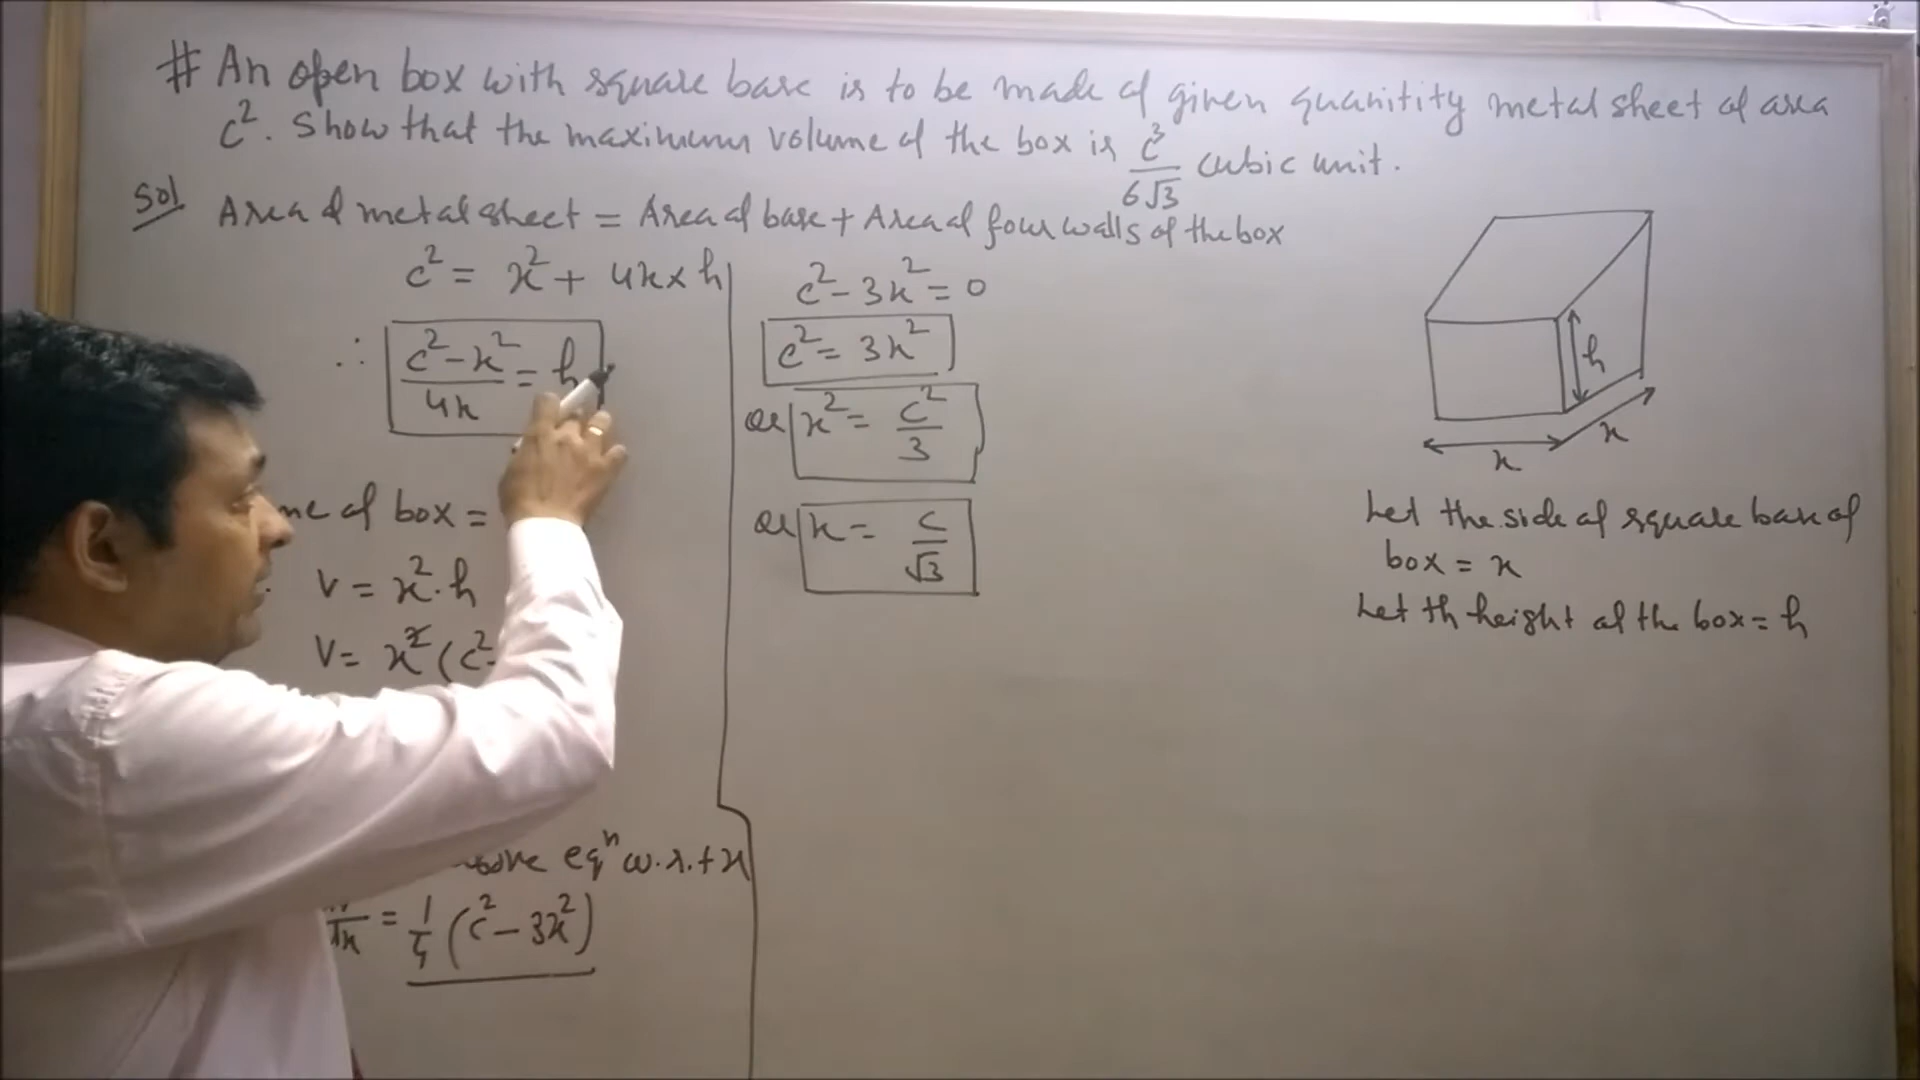 # An open box with square base is to be made of given quanitity metal sheet of area
c². Show that the maximum volume of the box is c³/6√3 cubic unit.
Sol Area of metal sheet = Area of base + Area of four walls of the box
c² = x² + 4x × h
∴ (c² - x²)/4x = h
of box =
V = x².h
V = x² (c² -
eqⁿ w.r.t x
= 1/4 (c² - 3x²)
c² - 3x² = 0
c² = 3x²
or x² = c²/3
or x = c/√3
h
x
x
Let the side of square base of
box = x
Let th height of the box = h